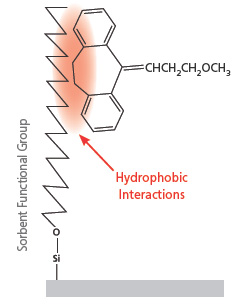 =CHCH₂CH₂OCH₃
Sorbent Functional Group
Hydrophobic
Interactions
O
Si